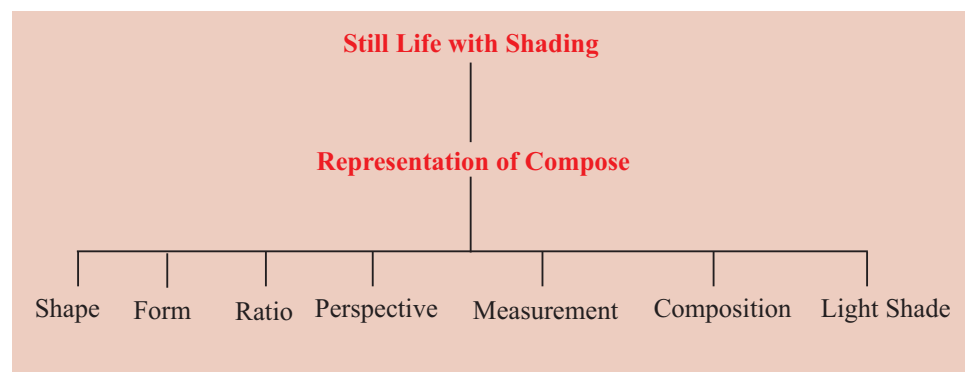 Still Life with Shading
Representation of Compose
Shape Form Ratio Perspective Measurement Composition Light Shade